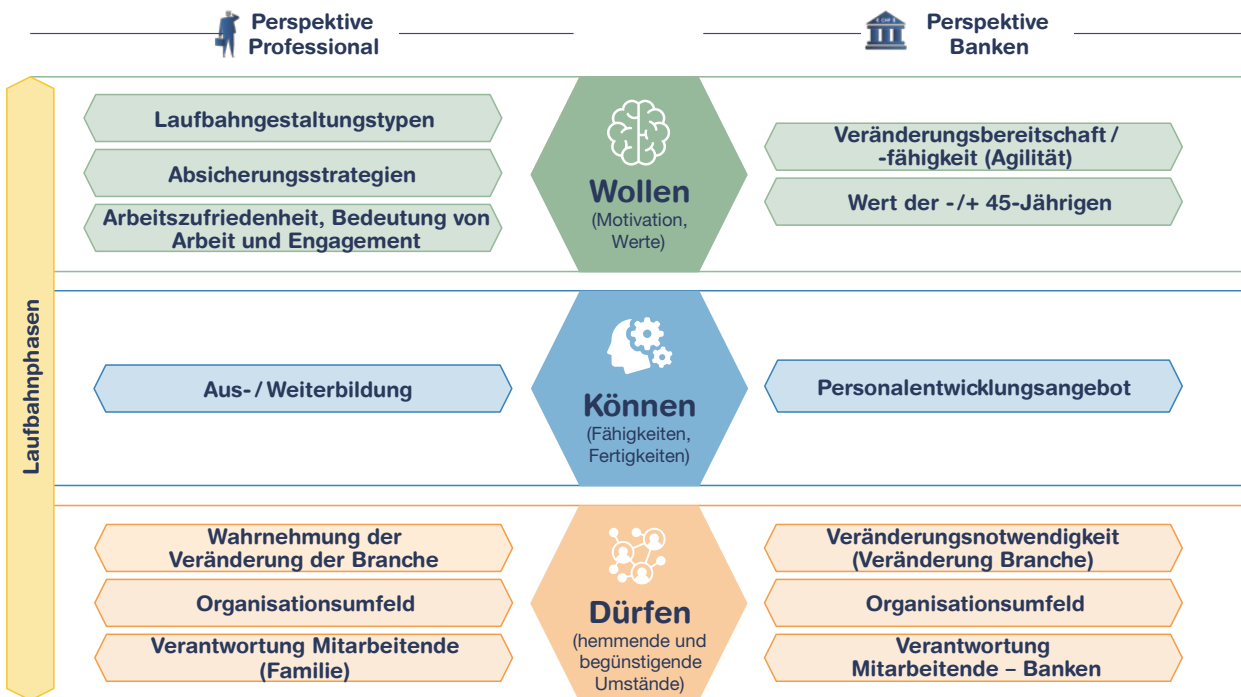 Perspektive
Professional
Perspektive
Banken
Laufbahnphasen
Laufbahngestaltungstypen
Absicherungsstrategien
Arbeitszufriedenheit, Bedeutung von
Arbeit und Engagement
Wollen
(Motivation,
Werte)
Veränderungsbereitschaft /
-fähigkeit (Agilität)
Wert der -/+ 45-Jährigen
Aus- / Weiterbildung
Können
(Fähigkeiten,
Fertigkeiten)
Personalentwicklungsangebot
Wahrnehmung der
Veränderung der Branche
Organisationsumfeld
Verantwortung Mitarbeitende
(Familie)
Dürfen
(hemmende und
begünstigende
Umstände)
Veränderungsnotwendigkeit
(Veränderung Branche)
Organisationsumfeld
Verantwortung
Mitarbeitende – Banken